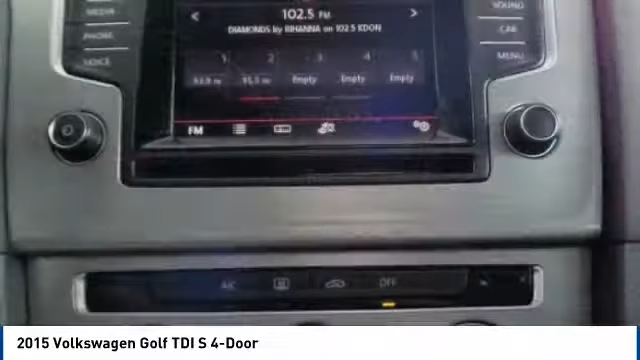 MEDIA
PHONE
VOICE
< 102.5 FM >
DIAMONDS by RIHANNA on 102.5 KDON
1 2 3 4 5
Empty Empty Empty
FM
SOUND
CAR
MENU
A/C OFF
2015 Volkswagen Golf TDI S 4-Door